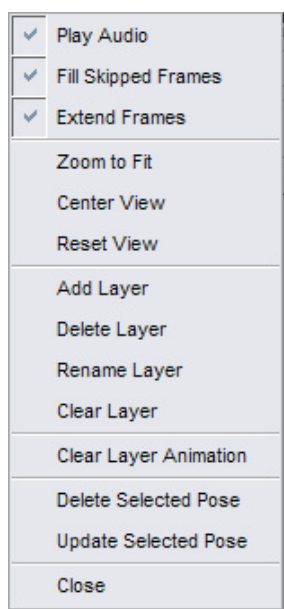 Play Audio
Fill Skipped Frames
Extend Frames
Zoom to Fit
Center View
Reset View
Add Layer
Delete Layer
Rename Layer
Clear Layer
Clear Layer Animation
Delete Selected Pose
Update Selected Pose
Close